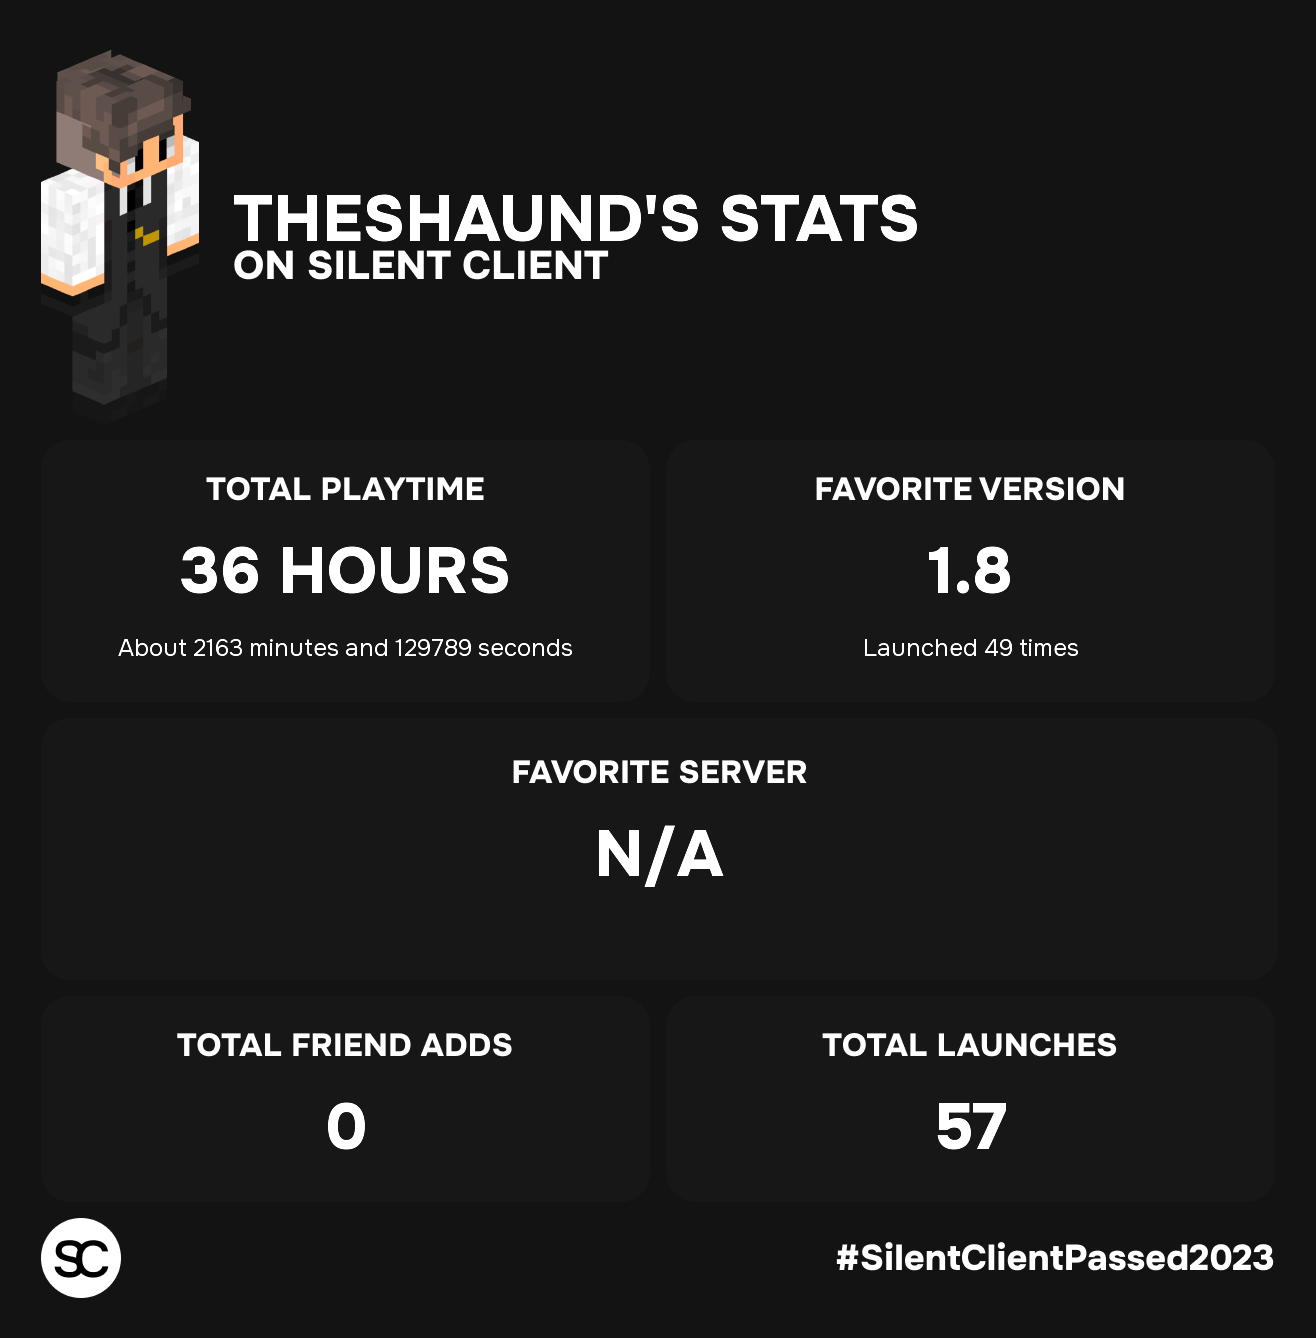 THESHAUND'S STATS
ON SILENT CLIENT
TOTAL PLAYTIME
36 HOURS
About 2163 minutes and 129789 seconds
FAVORITE VERSION
1.8
Launched 49 times
FAVORITE SERVER
N/A
TOTAL FRIEND ADDS
0
TOTAL LAUNCHES
57
SC
#SilentClientPassed2023